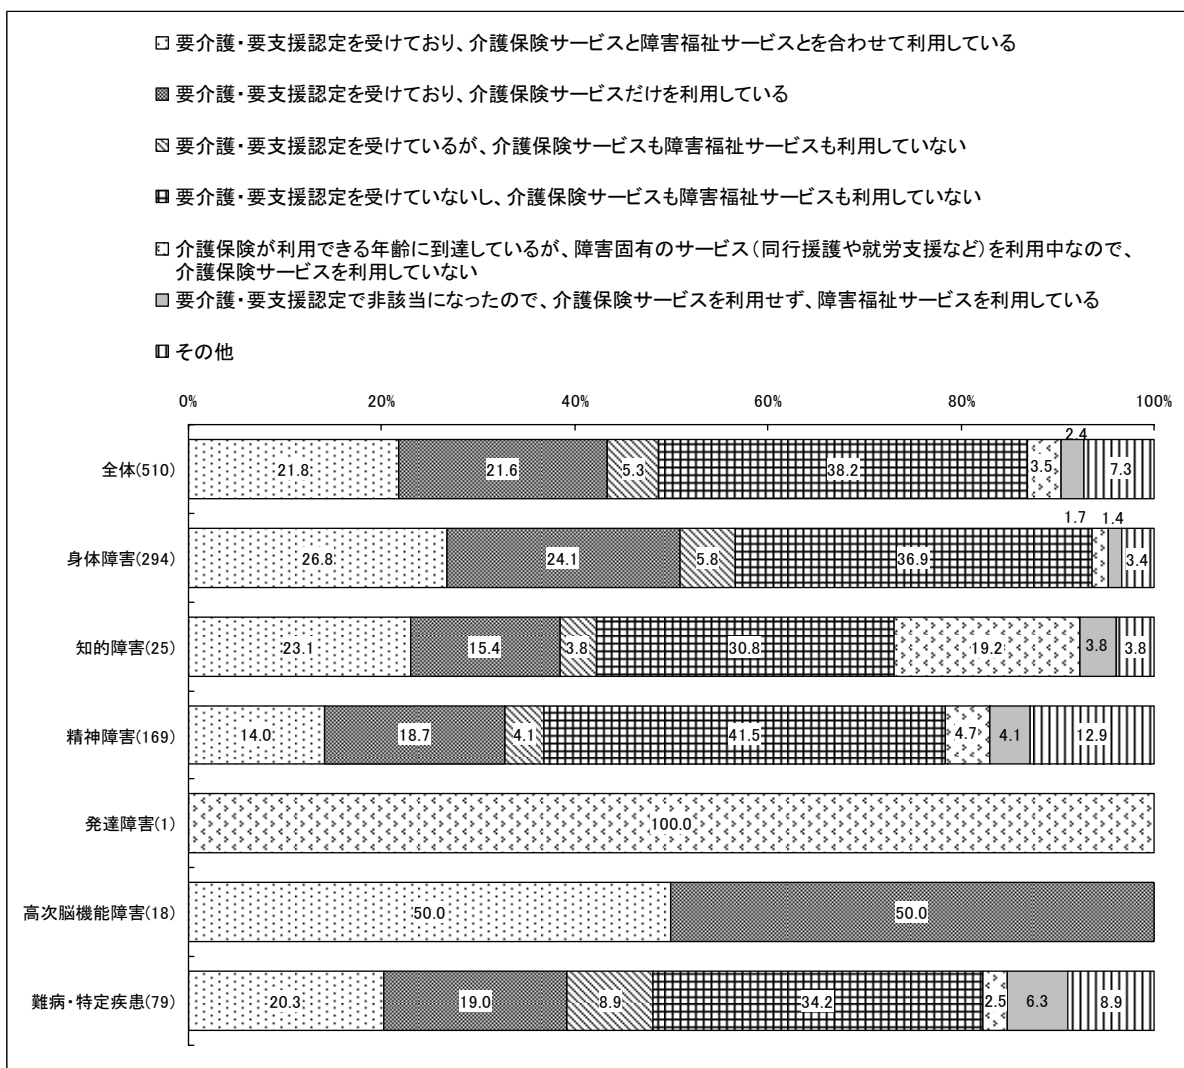 要介護・要支援認定を受けており、介護保険サービスと障害福祉サービスとを合わせて利用している
要介護・要支援認定を受けており、介護保険サービスだけを利用している
要介護・要支援認定を受けているが、介護保険サービスも障害福祉サービスも利用していない
要介護・要支援認定を受けていないし、介護保険サービスも障害福祉サービスも利用していない
介護保険が利用できる年齢に到達しているが、障害固有のサービス（同行援護や就労支援など）を利用中なので、
介護保険サービスを利用していない
要介護・要支援認定で非該当になったので、介護保険サービスを利用せず、障害福祉サービスを利用している
その他
0% 20% 40% 60% 80% 100%
2.4
全体(510) 21.8 21.6 5.3 38.2 3.5 7.3
1.7 1.4
身体障害(294) 26.8 24.1 5.8 36.9 3.4
知的障害(25) 23.1 15.4 3.8 30.8 19.2 3.8 3.8
精神障害(169) 14.0 18.7 4.1 41.5 4.7 4.1 12.9
発達障害(1) 100.0
高次脳機能障害(18) 50.0 50.0
難病・特定疾患(79) 20.3 19.0 8.9 34.2 2.5 6.3 8.9